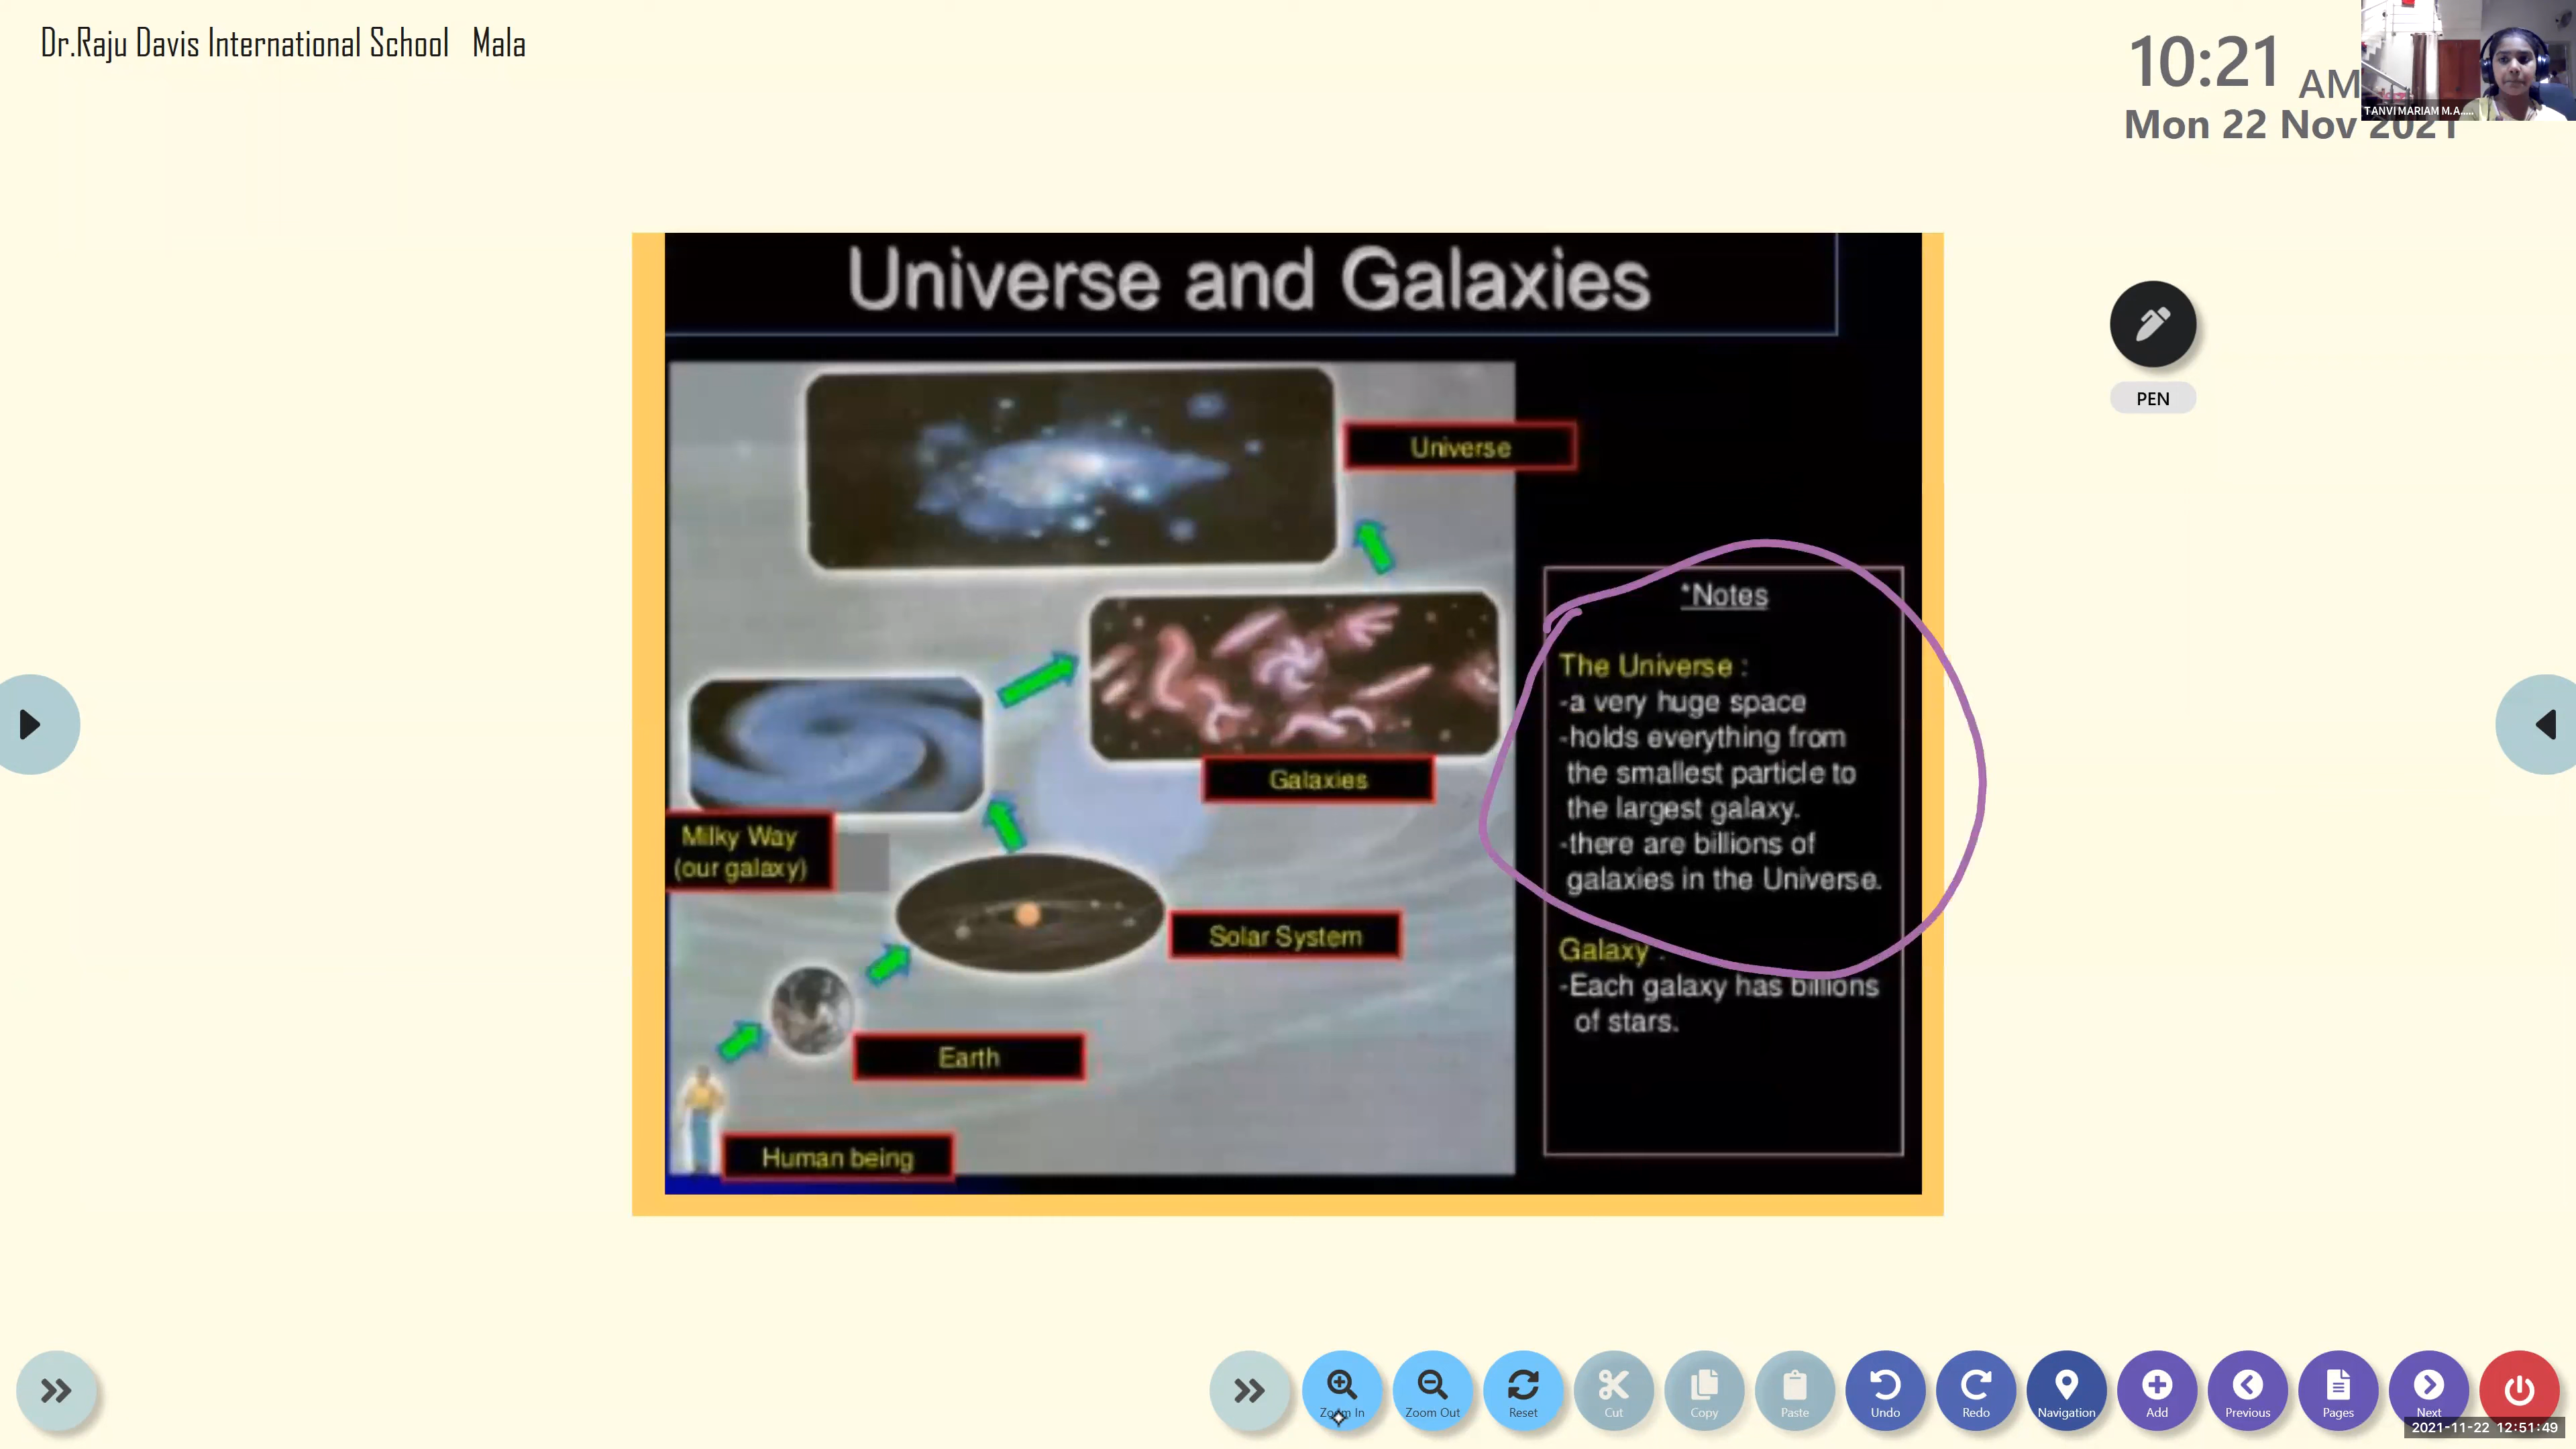 Dr.Raju Davis International School Mala
10:21 AM
Mon 22 Nov 2021
TANVI MARIAM M.A.....
Universe and Galaxies
PEN
Universe
*Notes
The Universe :
-a very huge space
-holds everything from
the smallest particle to
the largest galaxy.
-there are billions of
galaxies in the Universe.
Galaxy :
-Each galaxy has billions
of stars.
Galaxies
Milky Way
(our galaxy)
Solar System
Earth
Human being
Zoom In
Zoom Out
Reset
Cut
Copy
Paste
Undo
Redo
Navigation
Add
Previous
Pages
Next
2021-11-22 12:51:49